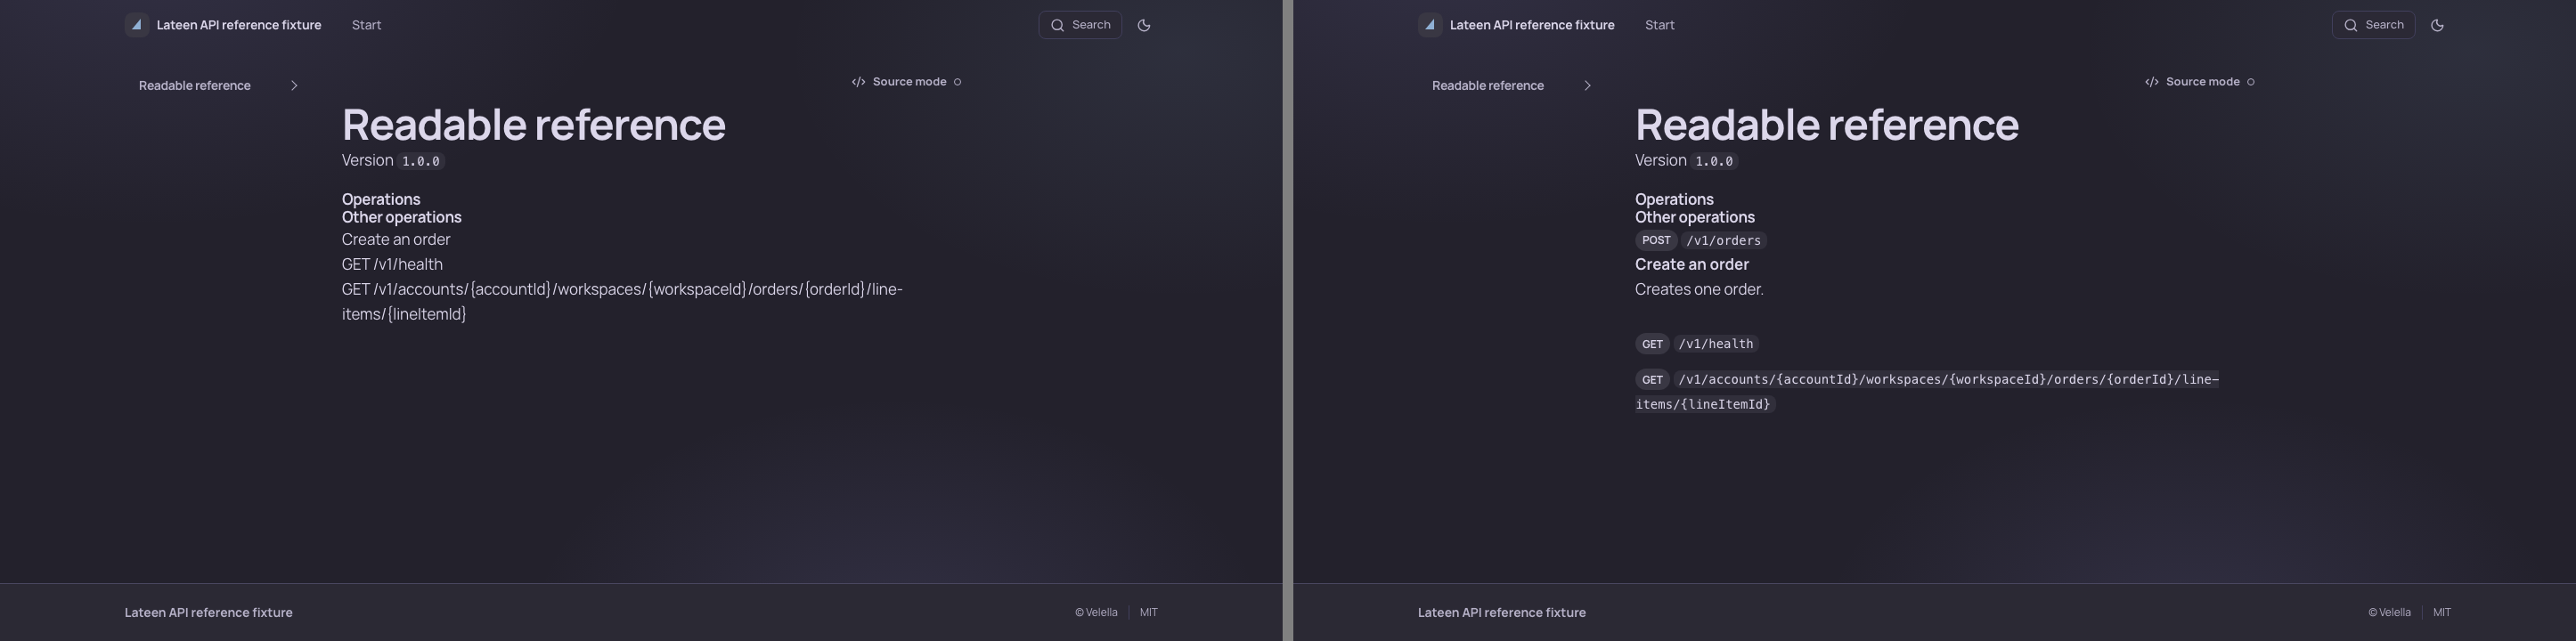 Lateen API reference fixture
Start
Search
Readable reference
Source mode
Readable reference
Version 1.0.0
Operations
Other operations
Create an order
GET /v1/health
GET /v1/accounts/{accountId}/workspaces/{workspaceId}/orders/{orderId}/line-
items/{lineItemId}
Lateen API reference fixture
© Velella
MIT
Lateen API reference fixture
Start
Search
Readable reference
Source mode
Readable reference
Version 1.0.0
Operations
Other operations
POST /v1/orders
Create an order
Creates one order.
GET /v1/health
GET /v1/accounts/{accountId}/workspaces/{workspaceId}/orders/{orderId}/line-
items/{lineItemId}
Lateen API reference fixture
© Velella
MIT